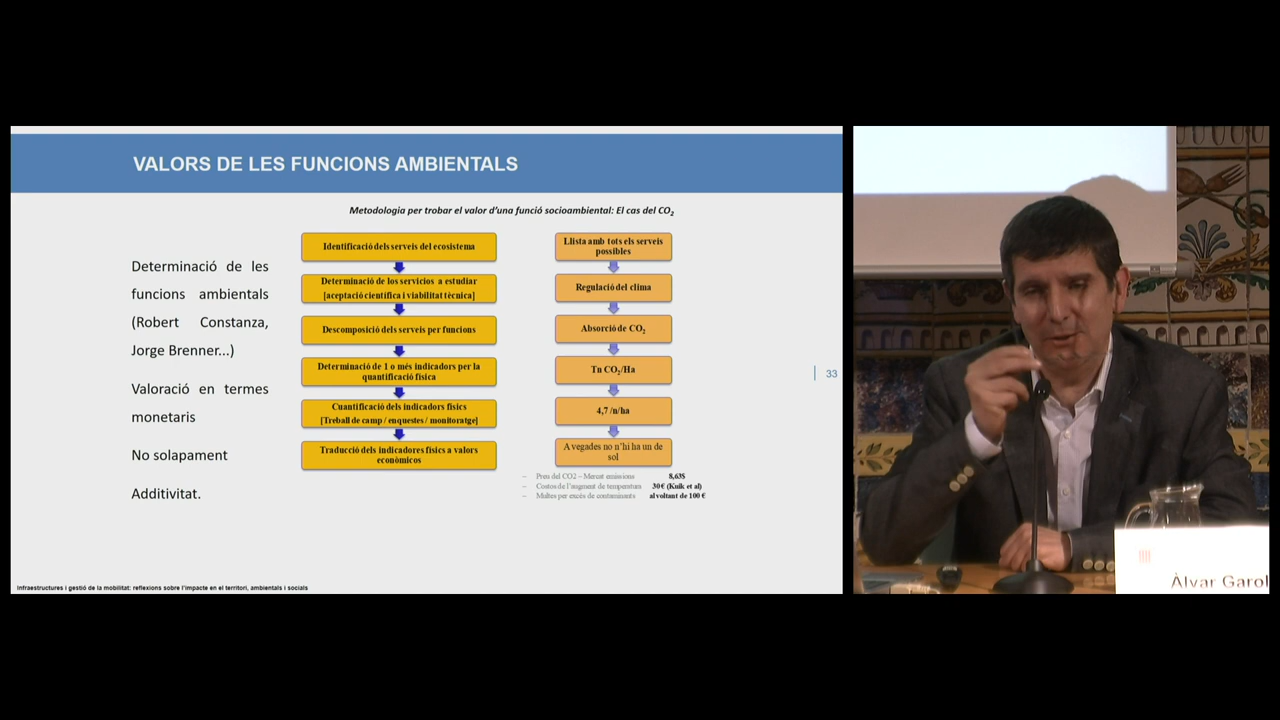 VALORS DE LES FUNCIONS AMBIENTALS
Metodologia per trobar el valor d'una funció socioambiental: El cas del CO2
Determinació de les
funcions ambientals
(Robert Constanza,
Jorge Brenner...)
Valoració en termes
monetaris
No solapament
Additivitat.
Identificació dels serveis del ecosistema
Determinació de los servicios a estudiar
[aceptació científica i viabilitat tècnica]
Descomposició dels serveis per funcions
Determinació de 1 o més indicadors per la
quantificació física
Cuantificació dels indicadors físics
[Treball de camp / enquestes / monitoratge]
Traducció dels indicadores físics a valors
econòmics
Llista amb tots els serveis
possibles
Regulació del clima
Absorció de CO2
Tn CO2/Ha
4,7 /n/ha
A vegades no n'hi ha un de
sol
– Preu del CO2 – Mercat emissions 8,63$
– Costos de l'augment de temperatura 30 € (Kuik et al)
– Multes per excés de contaminants al voltant de 100 €
33
Infraestructures i gestió de la mobilitat: reflexions sobre l'impacte en el territori, ambientals i socials
Àlvar Garol